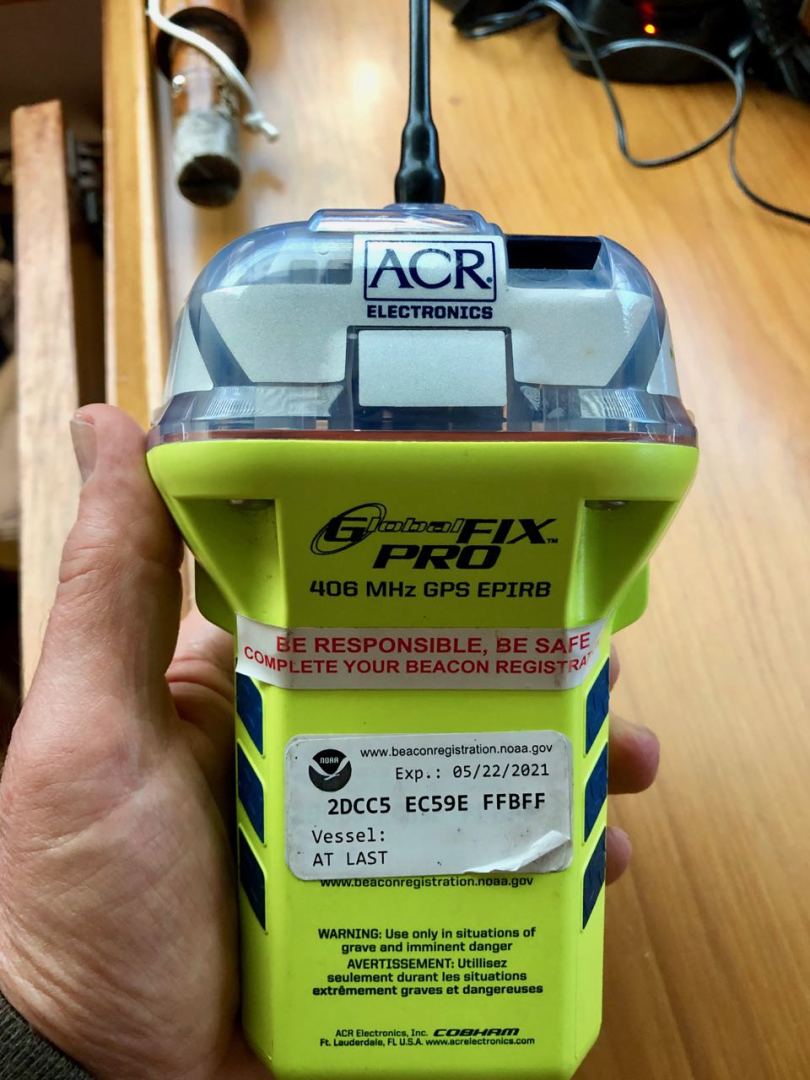 ACR
ELECTRONICS
GlobalFIX™
PRO
406 MHz GPS EPIRB
BE RESPONSIBLE, BE SAFE
COMPLETE YOUR BEACON REGISTRAT
NOAA
www.beaconregistration.noaa.gov
Exp.: 05/22/2021
2DCC5 EC59E FFBFF
Vessel:
AT LAST
www.beaconregistration.noaa.gov
WARNING: Use only in situations of
grave and imminent danger
AVERTISSEMENT: Utilisez
seulement durant les situations
extrêmement graves et dangereuses
ACR Electronics, Inc. COBHAM
Ft. Lauderdale, FL U.S.A. www.acrelectronics.com